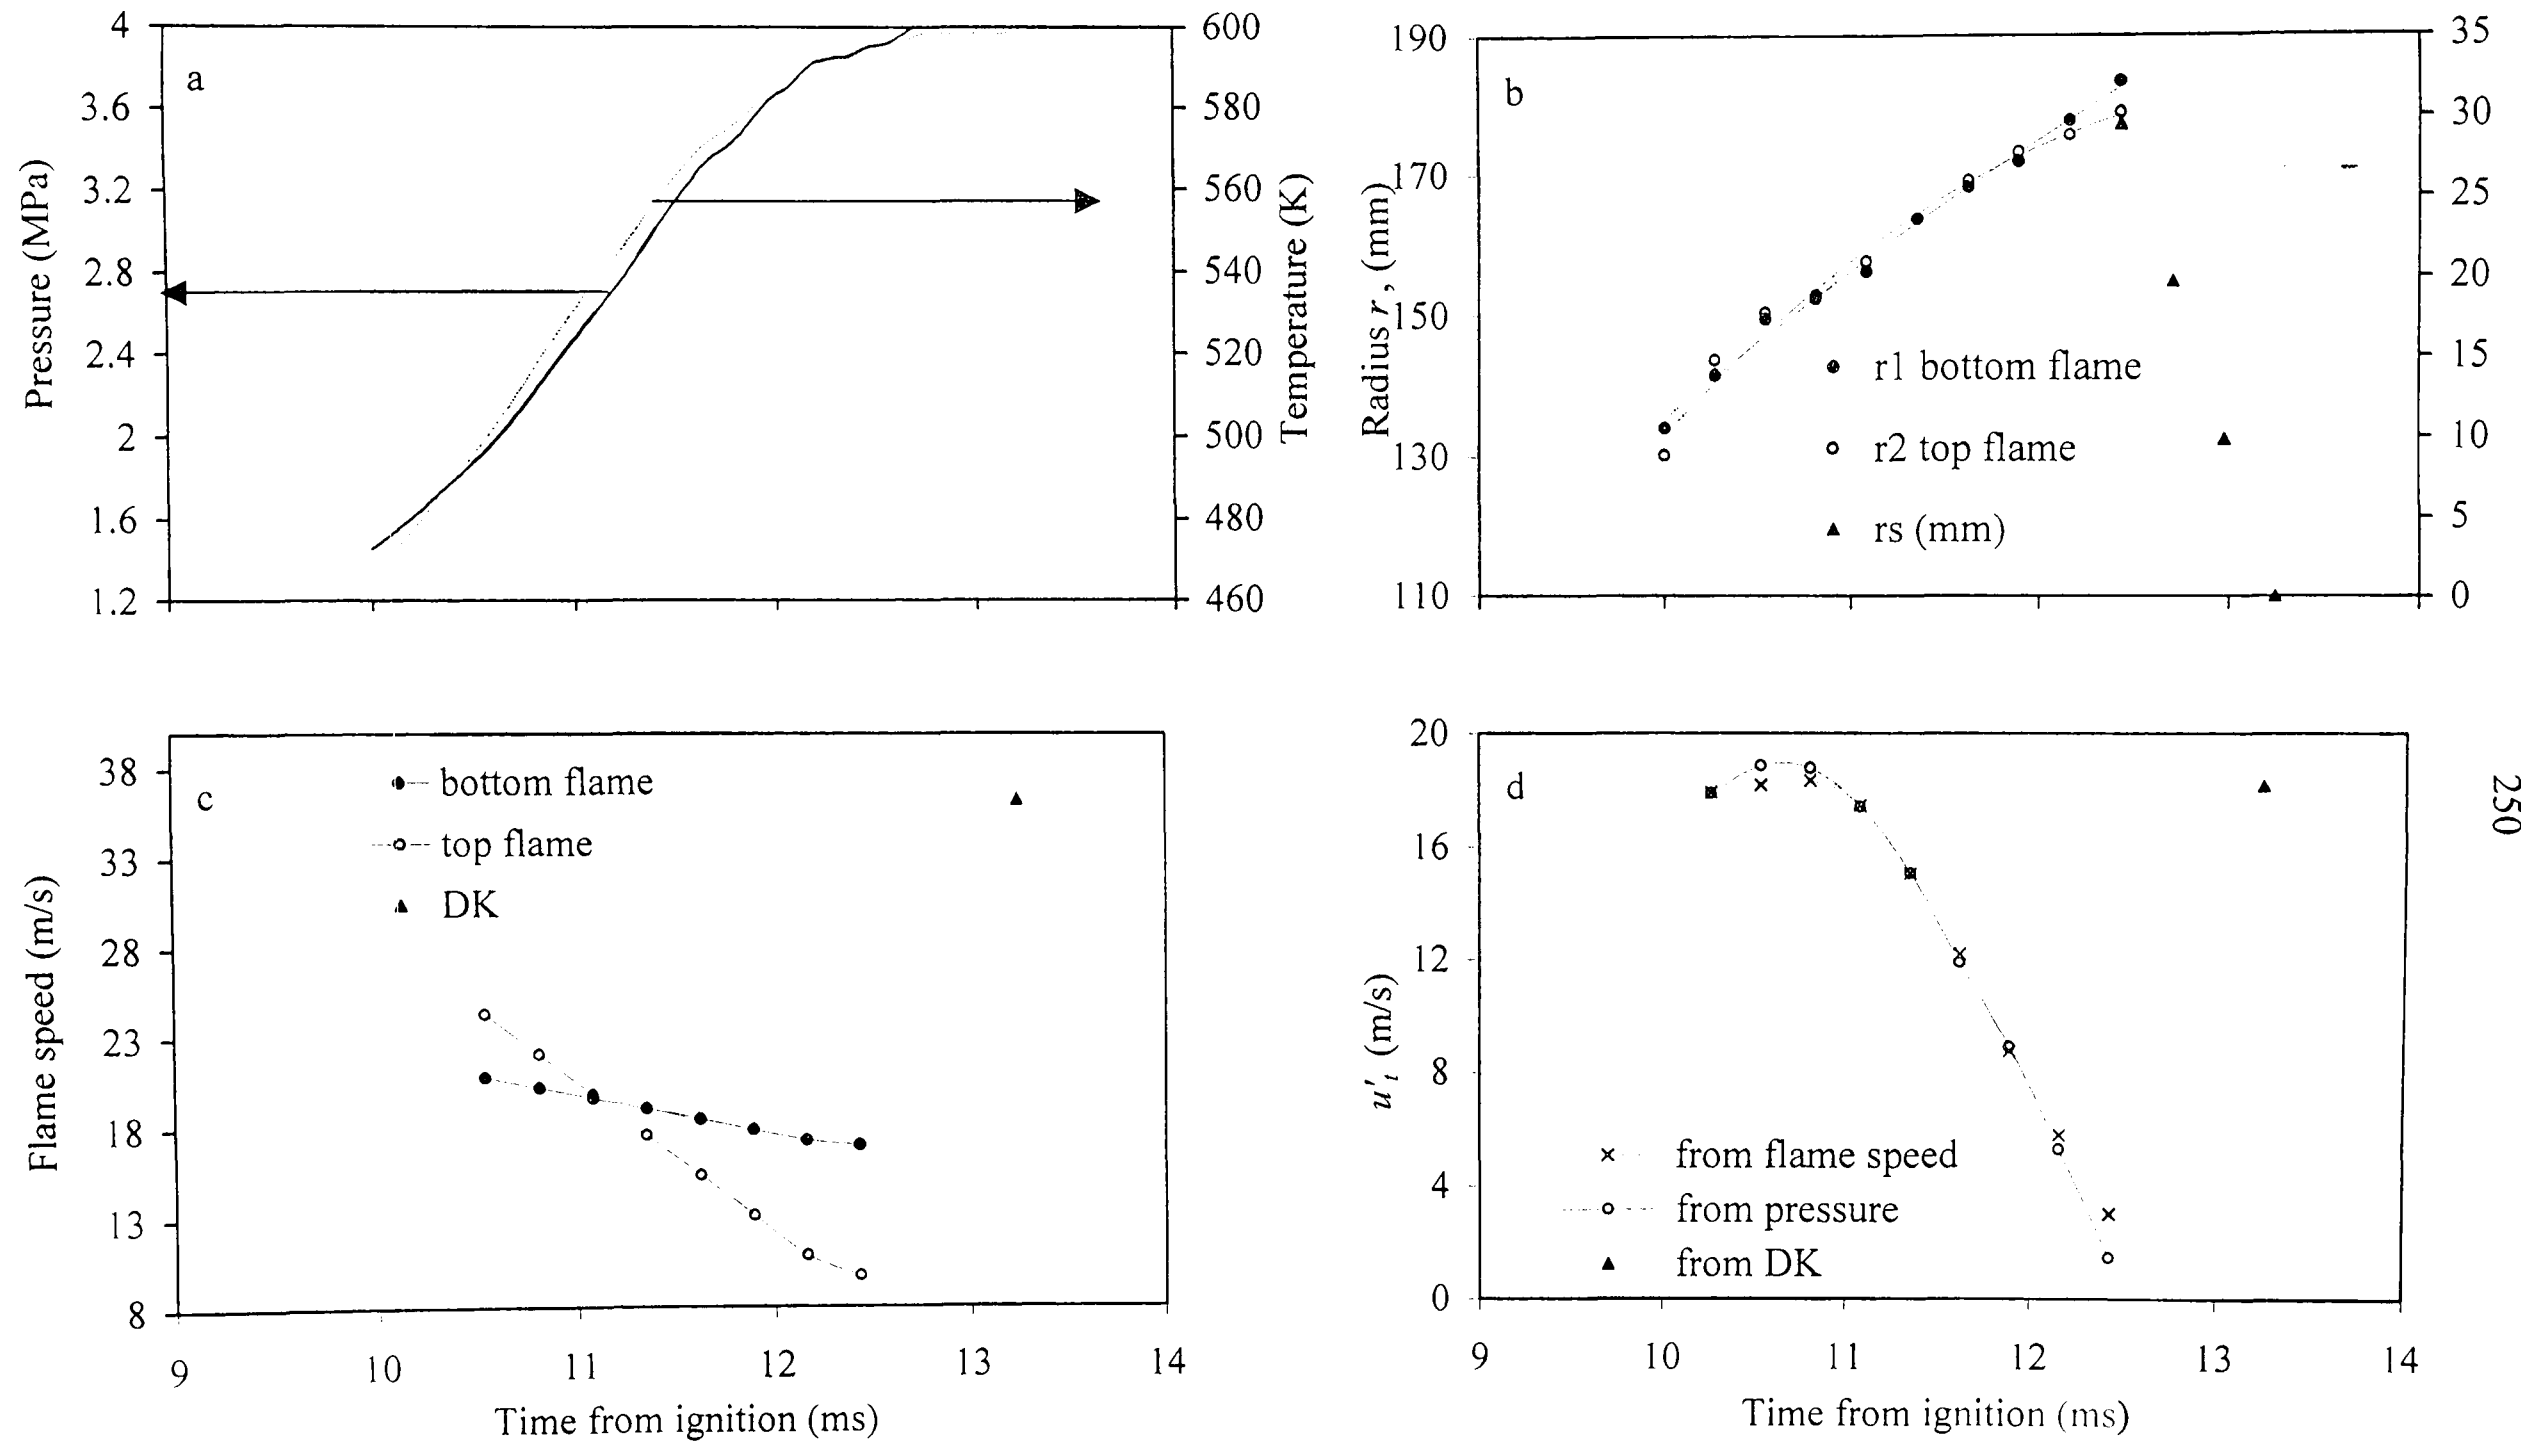 a
4
3.6
3.2
2.8
2.4
2
1.6
1.2
Pressure (MPa)
600
580
560
540
520
500
480
460
Temperature (K)
b
190
170
150
130
110
Radius r, (mm)
35
30
25
20
15
10
5
0
r1 bottom flame
r2 top flame
rs (mm)
c
38
33
28
23
18
13
8
Flame speed (m/s)
bottom flame
top flame
DK
9 10 11 12 13 14
Time from ignition (ms)
d
20
16
12
8
4
0
u't (m/s)
from flame speed
from pressure
from DK
9 10 11 12 13 14
Time from ignition (ms)
250